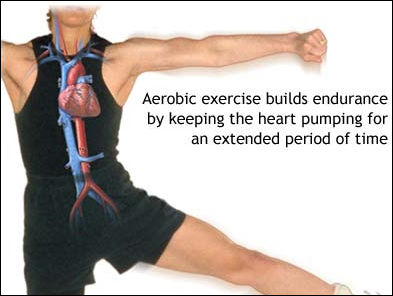 Aerobic exercise builds endurance
by keeping the heart pumping for
an extended period of time